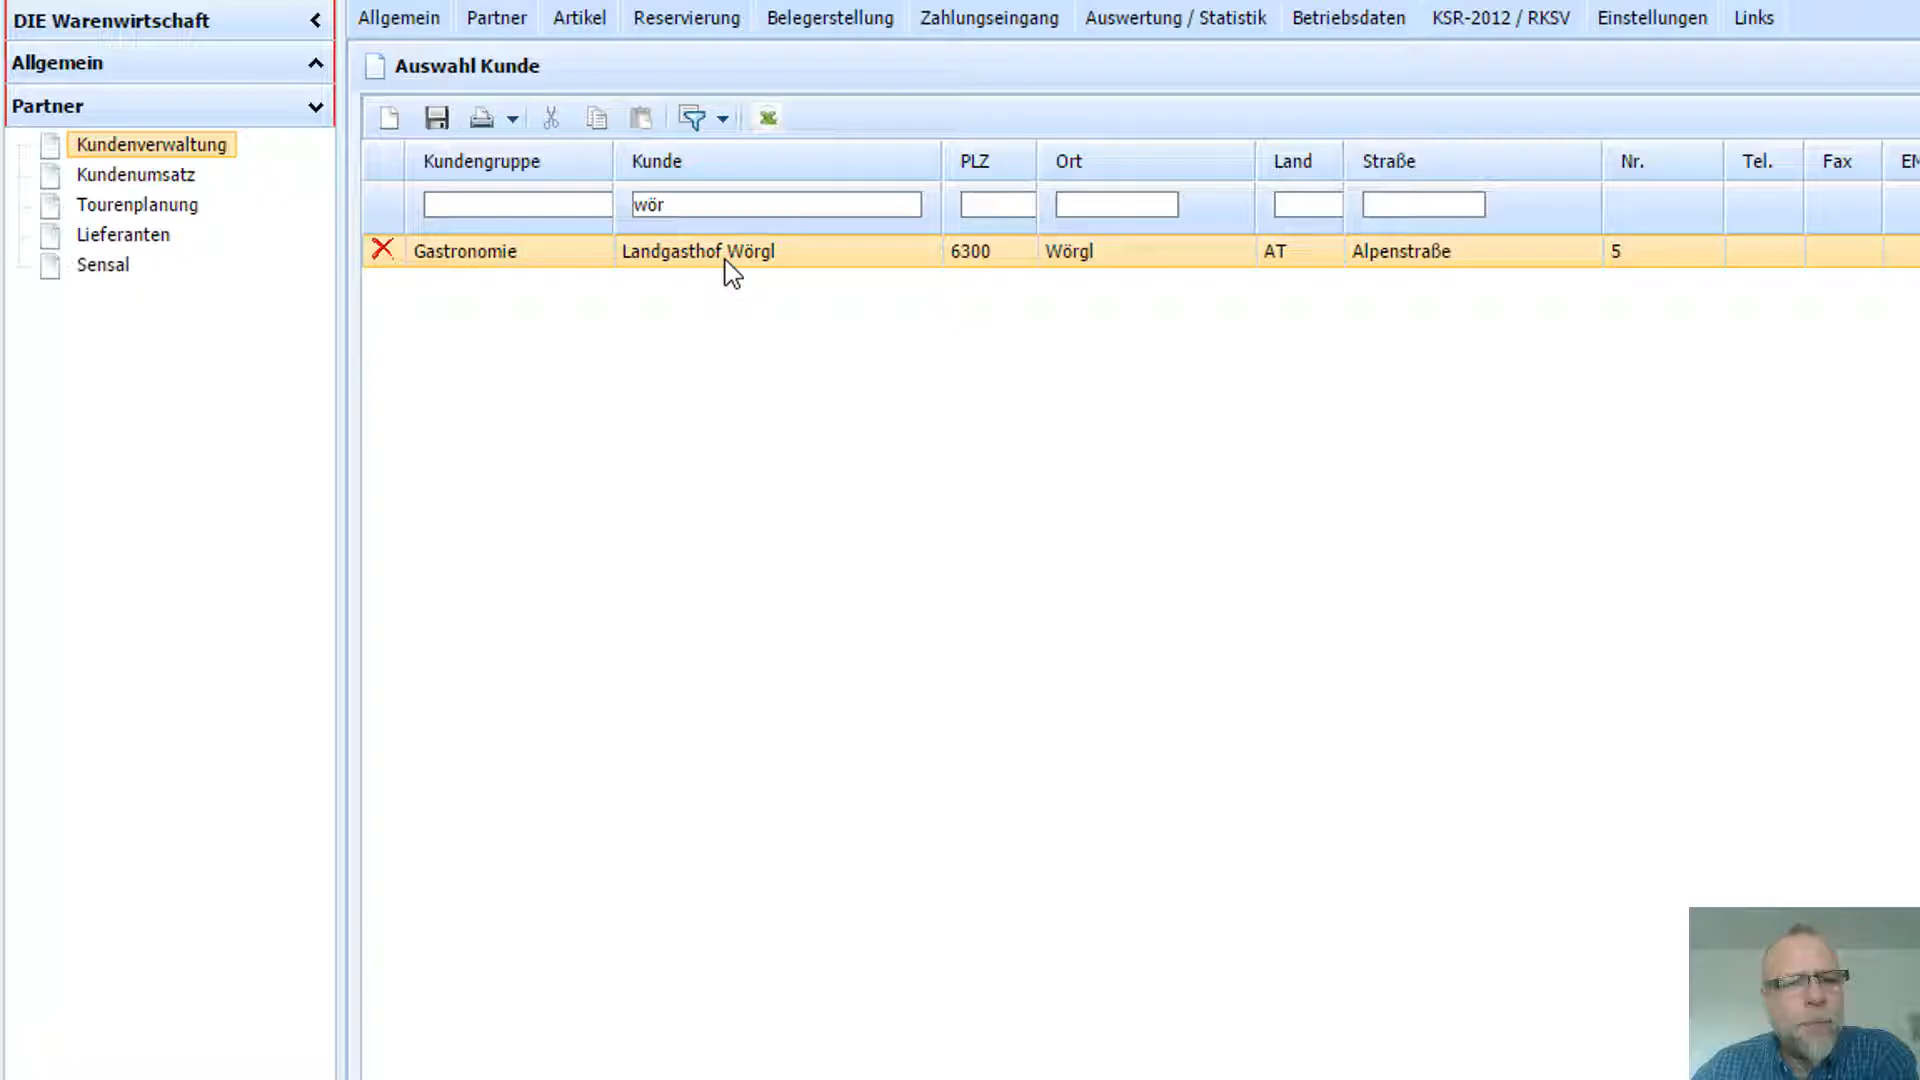 DIE Warenwirtschaft
Allgemein
Partner
Kundenverwaltung
Kundenumsatz
Tourenplanung
Lieferanten
Sensal
Allgemein Partner Artikel Reservierung Belegerstellung Zahlungseingang Auswertung / Statistik Betriebsdaten KSR-2012 / RKSV Einstellungen Links
Auswahl Kunde
Kundengruppe Kunde PLZ Ort Land Straße Nr. Tel. Fax
wör
Gastronomie Landgasthof Wörgl 6300 Wörgl AT Alpenstraße 5